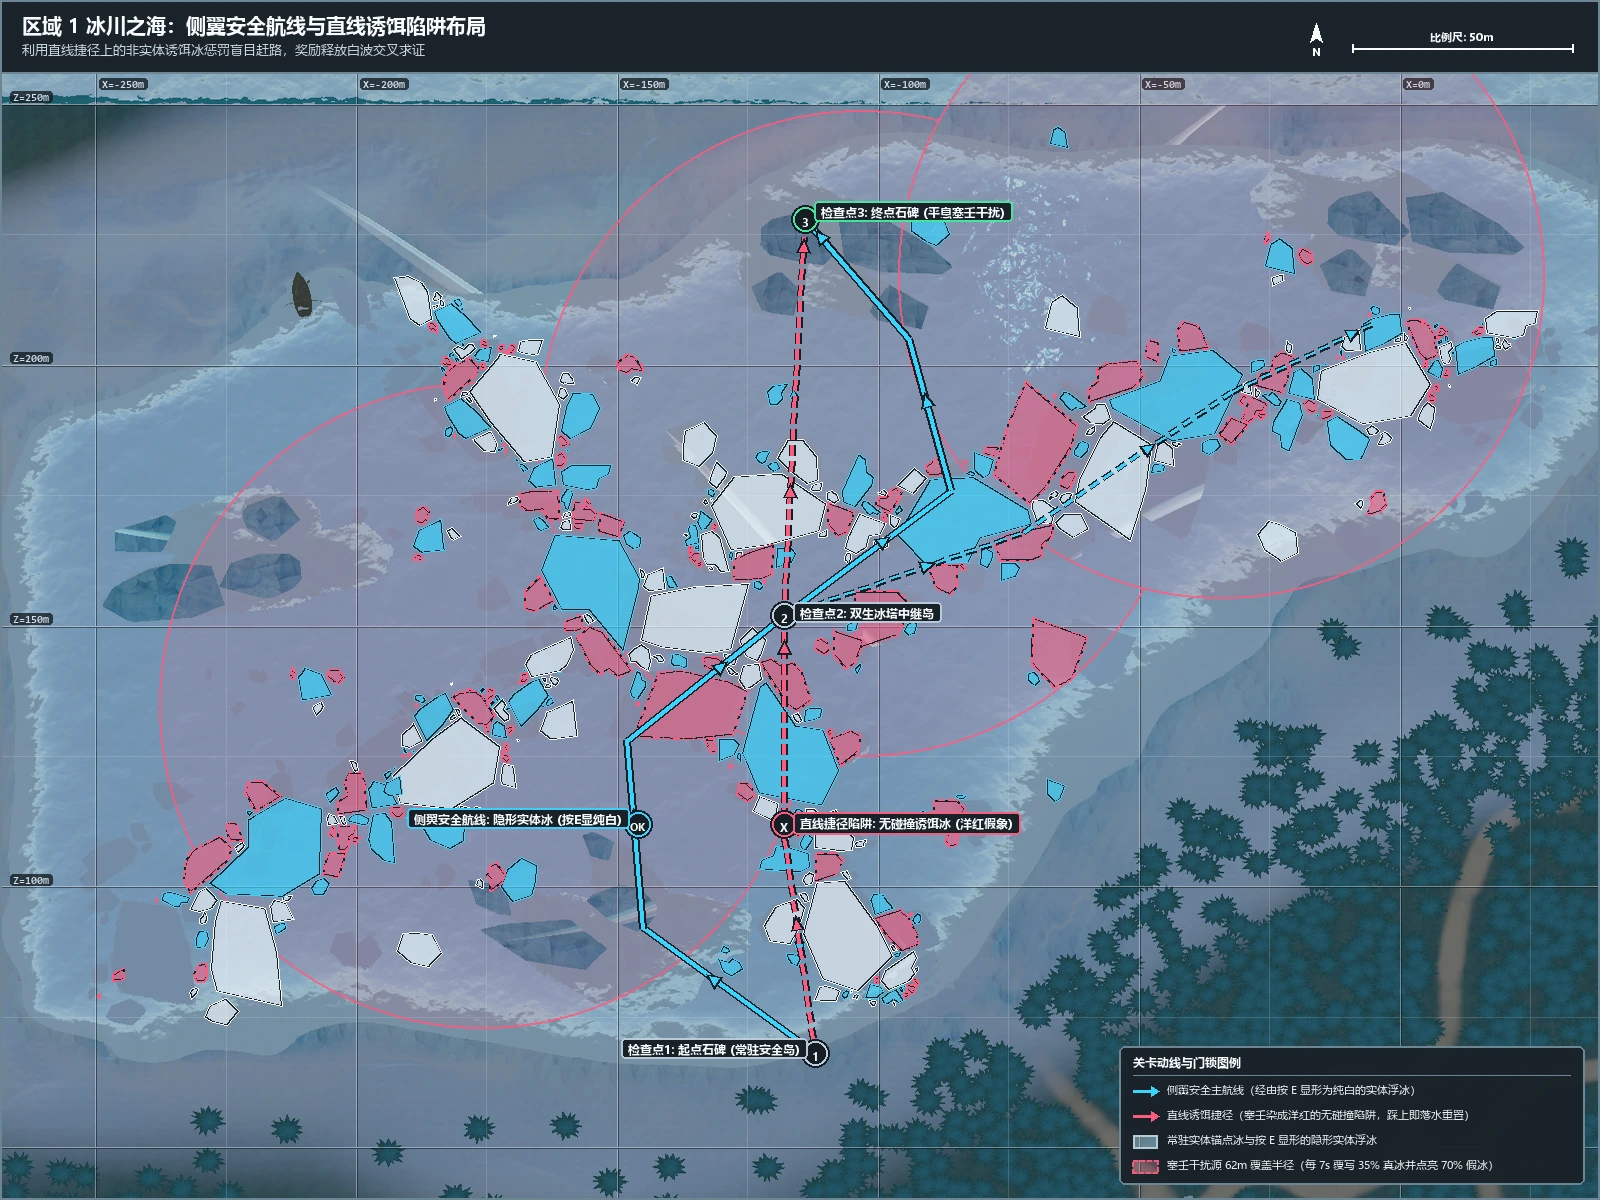 区域 1 冰川之海：侧翼安全航线与直线诱饵陷阱布局
利用直线捷径上的非实体诱饵冰惩罚盲目赶路，奖励释放白波交叉求证
N
比例尺: 50m
X=-250m
X=-200m
X=-150m
X=-100m
X=-50m
X=0m
Z=250m
3
检查点3: 终点石碑 (平息塞壬干扰)
Z=200m
Z=150m
2
检查点2: 双生冰塔中继岛
侧翼安全航线: 隐形实体冰 (按E显纯白)
OK
X
直线捷径陷阱: 无碰撞诱饵冰 (洋红假象)
Z=100m
检查点1: 起点石碑 (常驻安全岛)
1
关卡动线与门锁图例
侧翼安全主航线（经由按 E 显形为纯白的实体浮冰）
直线诱饵捷径（塞壬染成洋红的无碰撞陷阱，踩上即落水重置）
常驻实体锚点冰与按 E 显形的隐形实体浮冰
塞壬干扰源 62m 覆盖半径（每 7s 覆写 35% 真冰并点亮 70% 假冰）